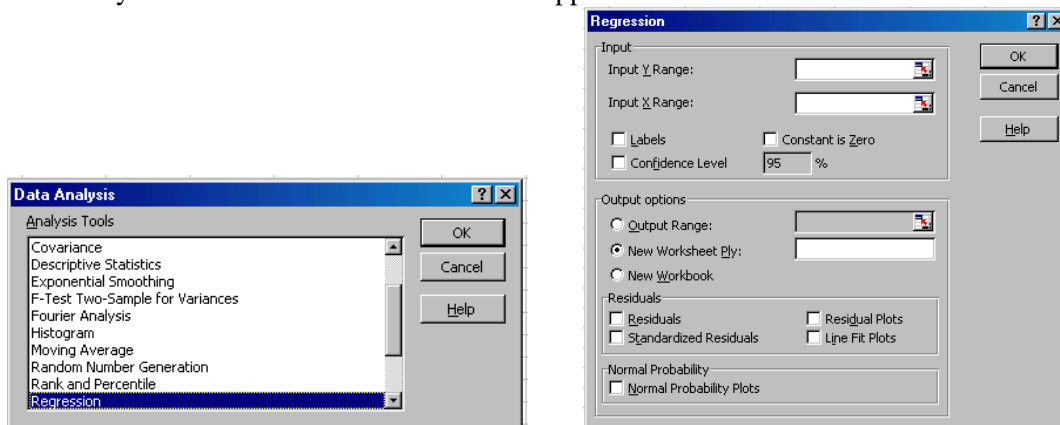 Regression
Input
Input Y Range:
Input X Range:
Labels
Constant is Zero
Confidence Level
95 %
Output options
Output Range:
New Worksheet Ply:
New Workbook
Residuals
Residuals
Residual Plots
Standardized Residuals
Line Fit Plots
Normal Probability
Normal Probability Plots
OK
Cancel
Help
Data Analysis
Analysis Tools
Covariance
Descriptive Statistics
Exponential Smoothing
F-Test Two-Sample for Variances
Fourier Analysis
Histogram
Moving Average
Random Number Generation
Rank and Percentile
Regression
OK
Cancel
Help